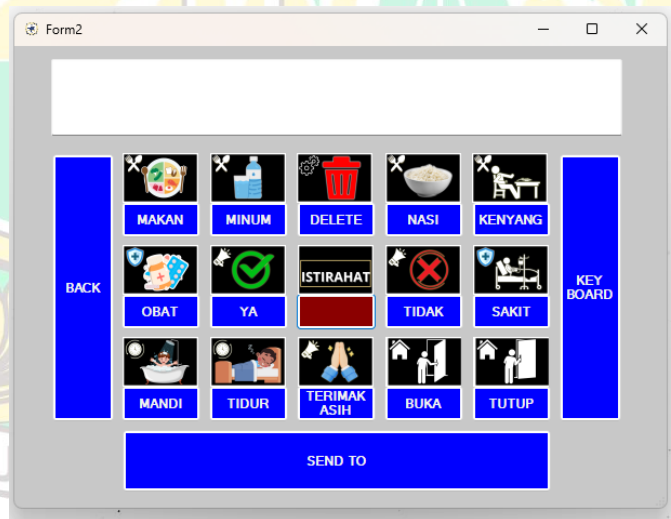 Form2
MAKAN
MINUM
DELETE
NASI
KENYANG
BACK
OBAT
YA
ISTIRAHAT
TIDAK
SAKIT
KEY
BOARD
MANDI
TIDUR
TERIMAK
ASIH
BUKA
TUTUP
SEND TO